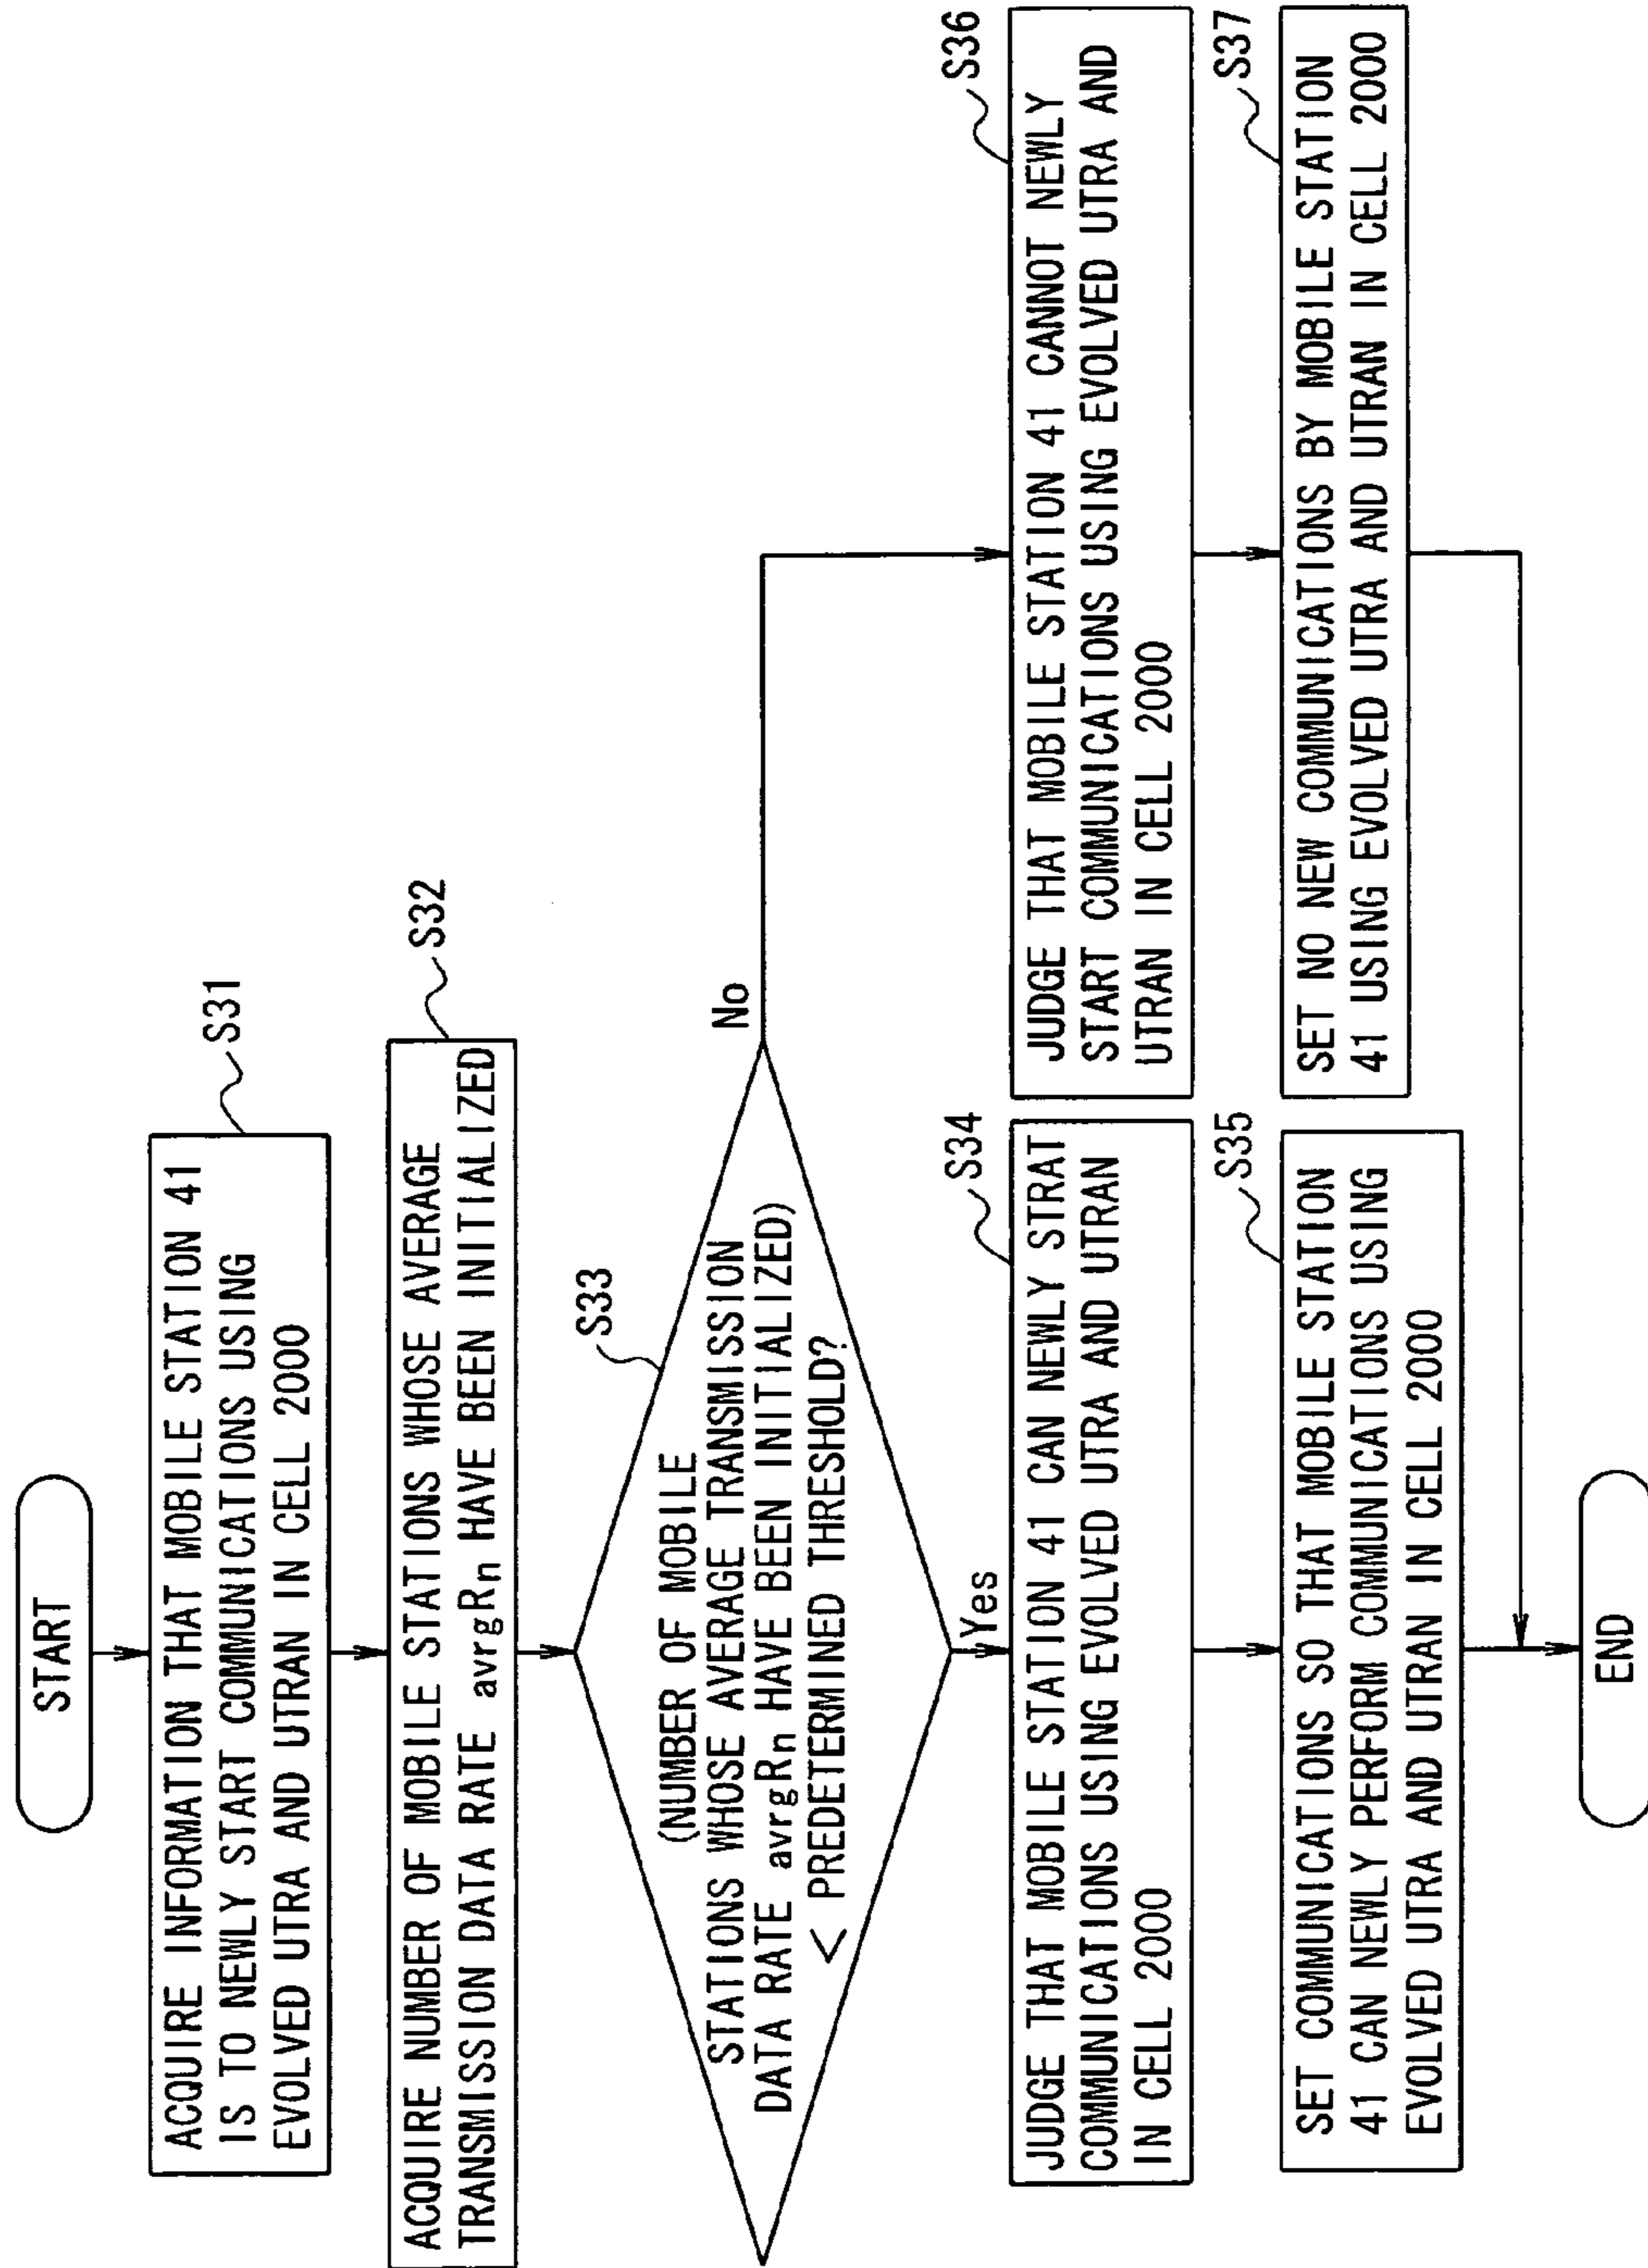 START
ACQUIRE INFORMATION THAT MOBILE STATION 41
IS TO NEWLY START COMMUNICATIONS USING
EVOLVED UTRA AND UTRAN IN CELL 2000
S31
ACQUIRE NUMBER OF MOBILE STATIONS WHOSE AVERAGE
TRANSMISSION DATA RATE avrgRn HAVE BEEN INITIALIZED
S32
(NUMBER OF MOBILE
STATIONS WHOSE AVERAGE TRANSMISSION
DATA RATE avrgRn HAVE BEEN INITIALIZED)
< PREDETERMINED THRESHOLD?
S33
No
Yes
JUDGE THAT MOBILE STATION 41 CAN NEWLY STRAT
COMMUNICATIONS USING EVOLVED UTRA AND UTRAN
IN CELL 2000
S34
SET COMMUNICATIONS SO THAT MOBILE STATION
41 CAN NEWLY PERFORM COMMUNICATIONS USING
EVOLVED UTRA AND UTRAN IN CELL 2000
S35
JUDGE THAT MOBILE STATION 41 CANNOT NEWLY
START COMMUNICATIONS USING EVOLVED UTRA AND
UTRAN IN CELL 2000
S36
SET NO NEW COMMUNICATIONS BY MOBILE STATION
41 USING EVOLVED UTRA AND UTRAN IN CELL 2000
S37
END